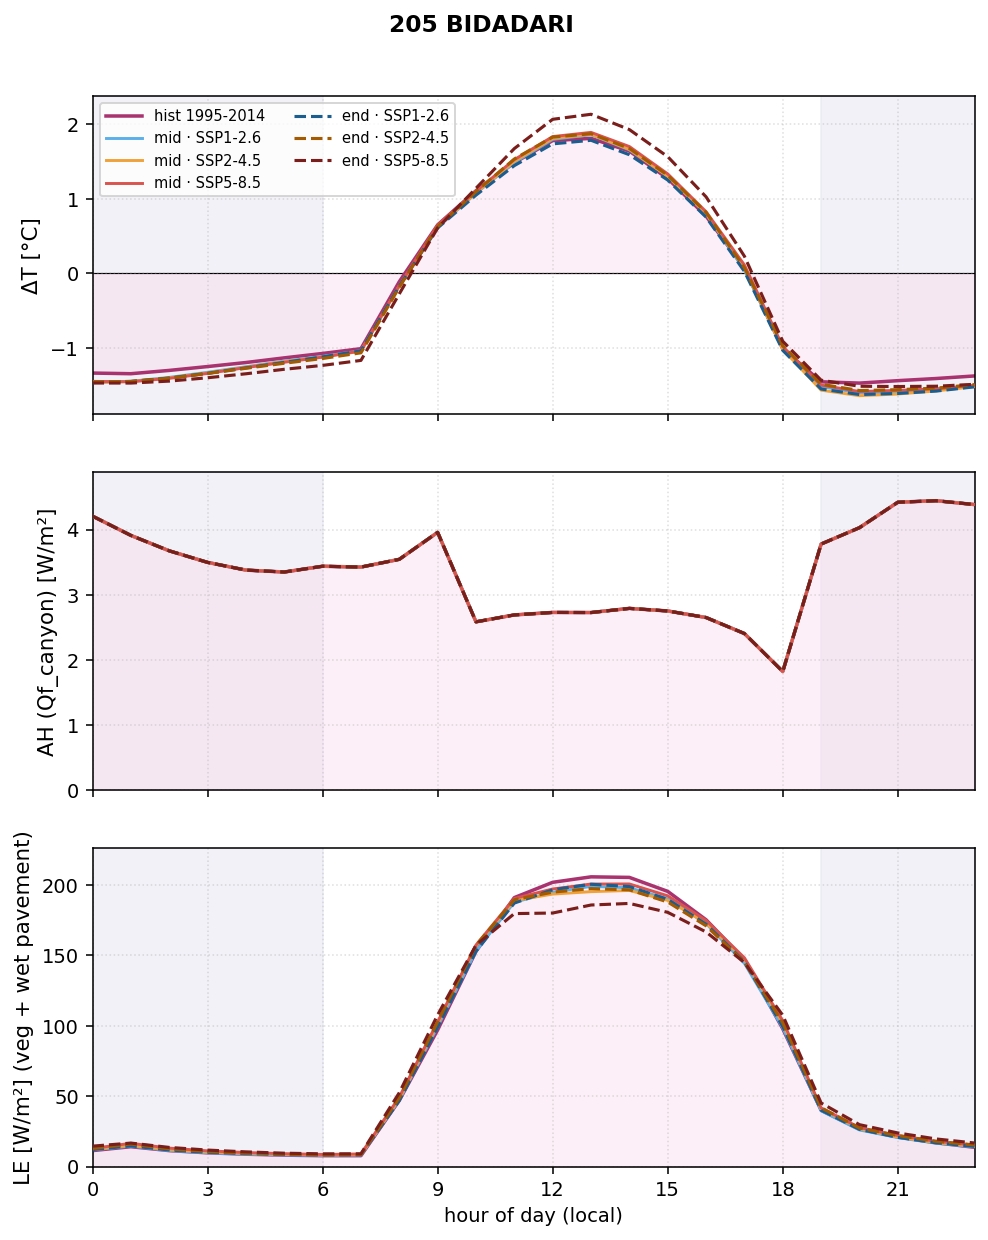 205 BIDADARI
hist 1995-2014
mid · SSP1-2.6
mid · SSP2-4.5
mid · SSP5-8.5
end · SSP1-2.6
end · SSP2-4.5
end · SSP5-8.5
ΔT [°C]
2
1
0
−1
AH (Qf_canyon) [W/m²]
4
3
2
1
0
LE [W/m²] (veg + wet pavement)
200
150
100
50
0
0 3 6 9 12 15 18 21
hour of day (local)